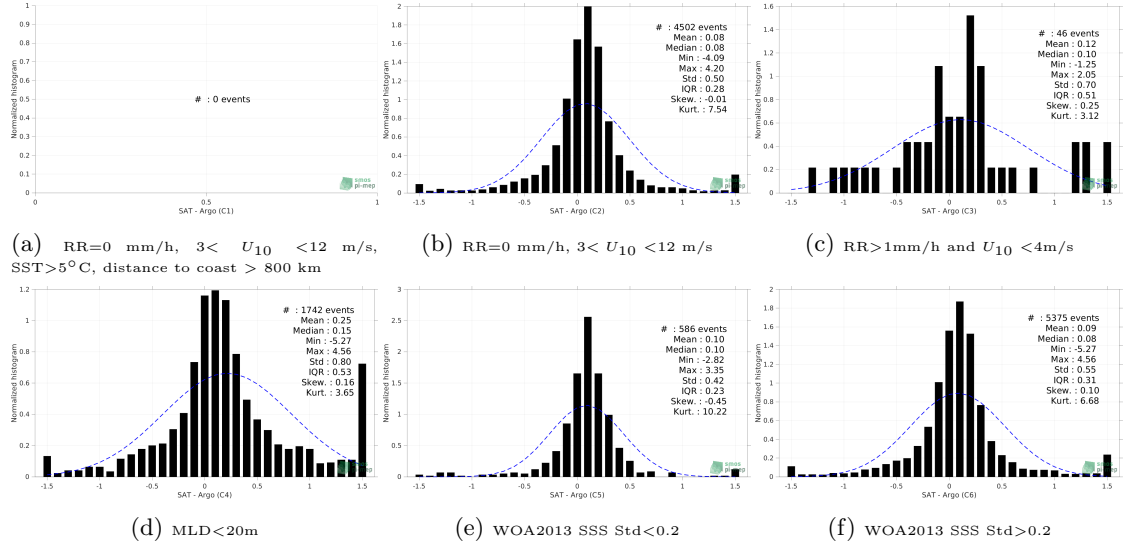 Normalized histogram
1
0.9
0.8
0.7
0.6
0.5
0.4
0.3
0.2
0.1
0
# : 0 events
smos
pi-mep
0 0.5 1
SAT - Argo (C1)
(a) RR=0 mm/h, 3< U10 <12 m/s,
SST>5°C, distance to coast > 800 km
Normalized histogram
2
1.8
1.6
1.4
1.2
1
0.8
0.6
0.4
0.2
0
# : 4502 events
Mean : 0.08
Median : 0.08
Min : -4.09
Max : 4.20
Std : 0.50
IQR : 0.28
Skew. : -0.01
Kurt. : 7.54
smos
pi-mep
-1.5 -1 -0.5 0 0.5 1 1.5
SAT - Argo (C2)
(b) RR=0 mm/h, 3< U10 <12 m/s
Normalized histogram
1.6
1.4
1.2
1
0.8
0.6
0.4
0.2
0
# : 46 events
Mean : 0.12
Median : 0.10
Min : -1.25
Max : 2.05
Std : 0.70
IQR : 0.51
Skew. : 0.25
Kurt. : 3.12
smos
pi-mep
-1.5 -1 -0.5 0 0.5 1 1.5
SAT - Argo (C3)
(c) RR>1mm/h and U10 <4m/s
Normalized histogram
1.2
1
0.8
0.6
0.4
0.2
0
# : 1742 events
Mean : 0.25
Median : 0.15
Min : -5.27
Max : 4.56
Std : 0.80
IQR : 0.53
Skew. : 0.16
Kurt. : 3.65
smos
pi-mep
-1.5 -1 -0.5 0 0.5 1 1.5
SAT - Argo (C4)
(d) MLD<20m
Normalized histogram
3
2.5
2
1.5
1
0.5
0
# : 586 events
Mean : 0.10
Median : 0.10
Min : -2.82
Max : 3.35
Std : 0.42
IQR : 0.23
Skew. : -0.45
Kurt. : 10.22
smos
pi-mep
-1.5 -1 -0.5 0 0.5 1 1.5
SAT - Argo (C5)
(e) WOA2013 SSS Std<0.2
Normalized histogram
2
1.8
1.6
1.4
1.2
1
0.8
0.6
0.4
0.2
0
# : 5375 events
Mean : 0.09
Median : 0.08
Min : -5.27
Max : 4.56
Std : 0.55
IQR : 0.31
Skew. : 0.10
Kurt. : 6.68
smos
pi-mep
-1.5 -1 -0.5 0 0.5 1 1.5
SAT - Argo (C6)
(f) WOA2013 SSS Std>0.2